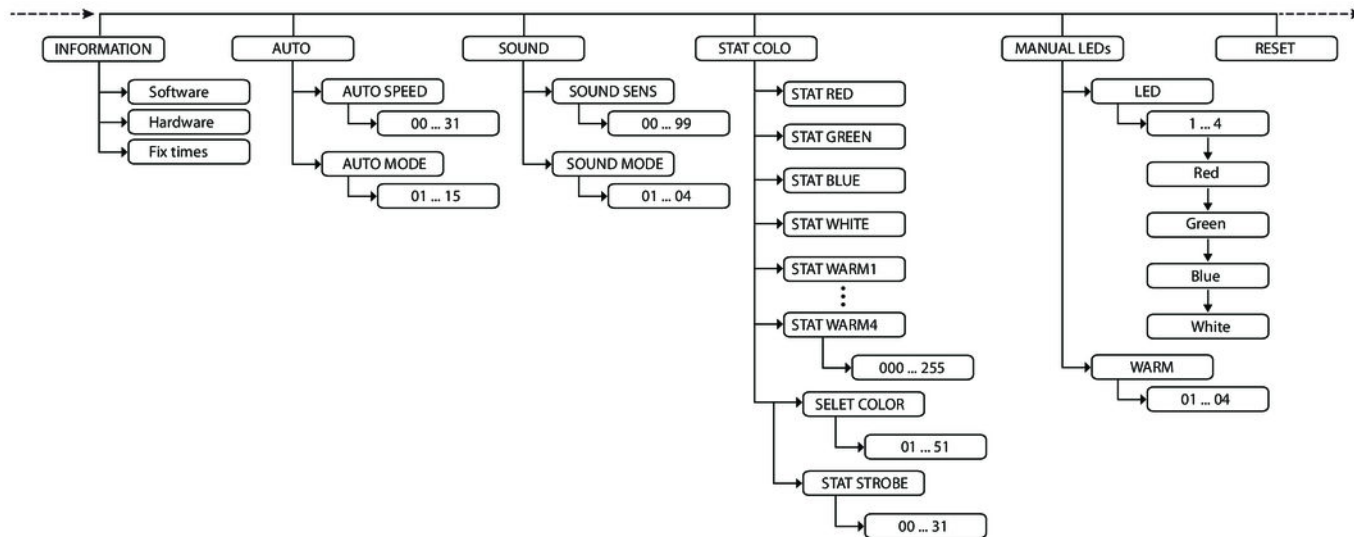 INFORMATION
Software
Hardware
Fix times
AUTO
AUTO SPEED
00 ... 31
AUTO MODE
01 ... 15
SOUND
SOUND SENS
00 ... 99
SOUND MODE
01 ... 04
STAT COLO
STAT RED
STAT GREEN
STAT BLUE
STAT WHITE
STAT WARM1
STAT WARM4
000 ... 255
SELET COLOR
01 ... 51
STAT STROBE
00 ... 31
MANUAL LEDs
LED
1 ... 4
Red
Green
Blue
White
WARM
01 ... 04
RESET